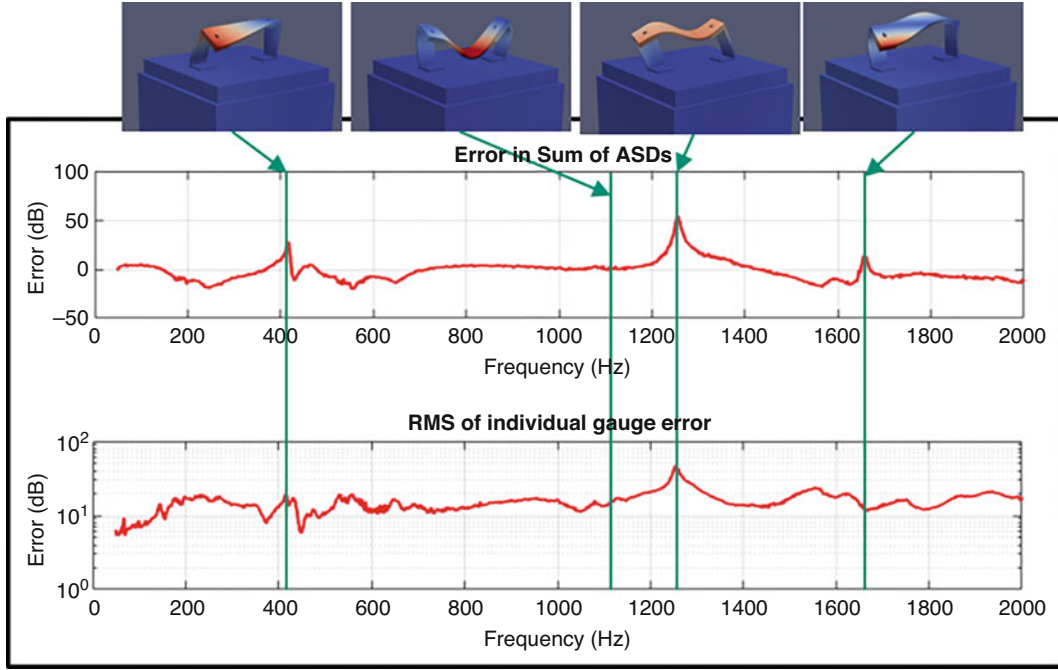 Error in Sum of ASDs
100
50
0
–50
Error (dB)
0 200 400 600 800 1000 1200 1400 1600 1800 2000
Frequency (Hz)
RMS of individual gauge error
10²
10¹
10⁰
Error (dB)
0 200 400 600 800 1000 1200 1400 1600 1800 2000
Frequency (Hz)